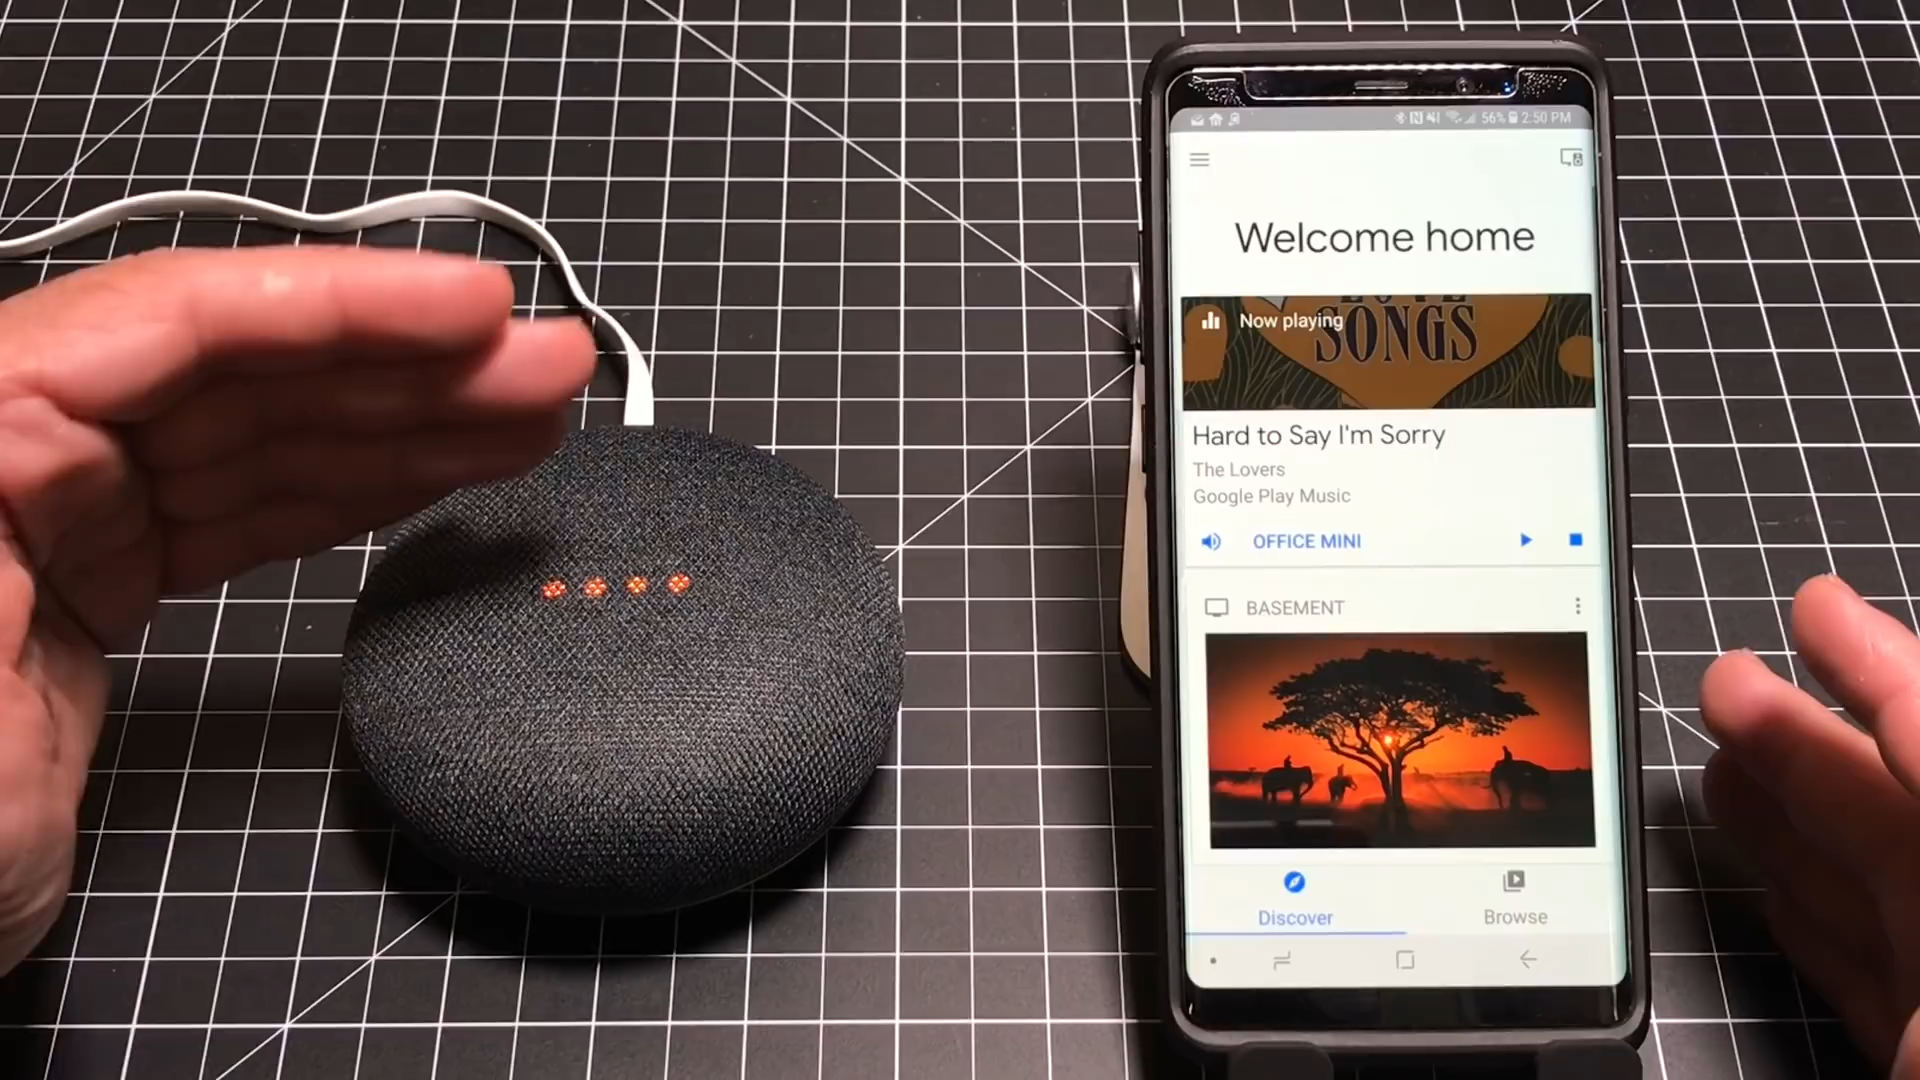 56% 2:50 PM
Welcome home
SONGS
Now playing
Hard to Say I'm Sorry
The Lovers
Google Play Music
OFFICE MINI
BASEMENT
Discover
Browse